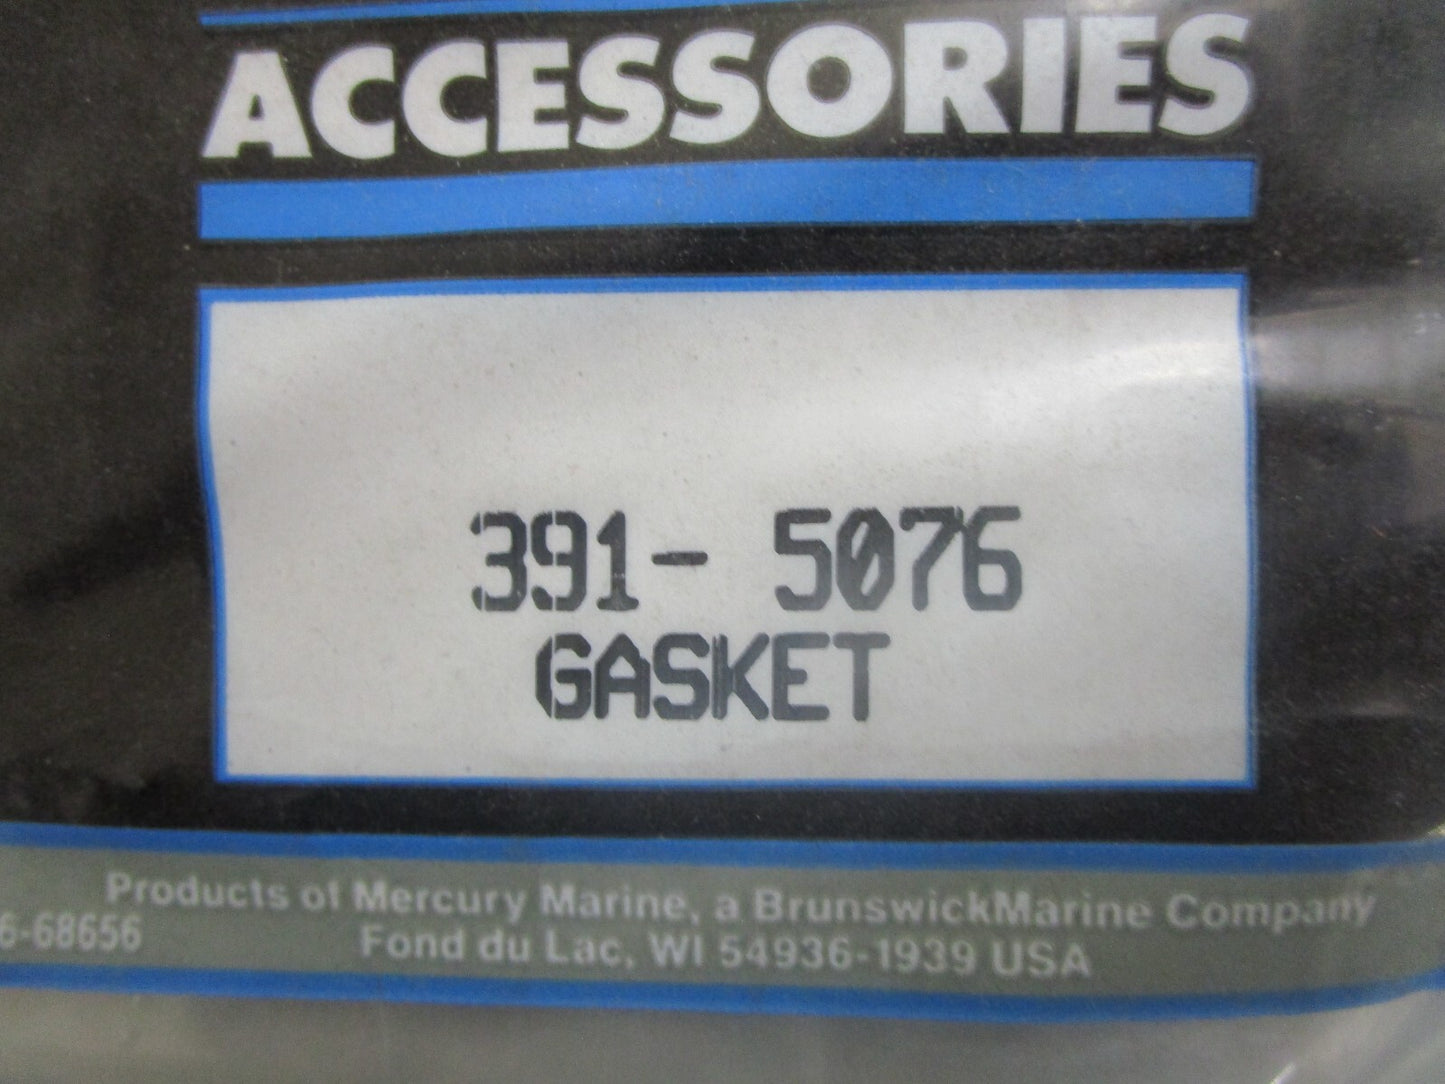 ACCESSORIES
391- 5076
GASKET
Products of Mercury Marine, a BrunswickMarine Company
6-68656
Fond du Lac, WI 54936-1939 USA